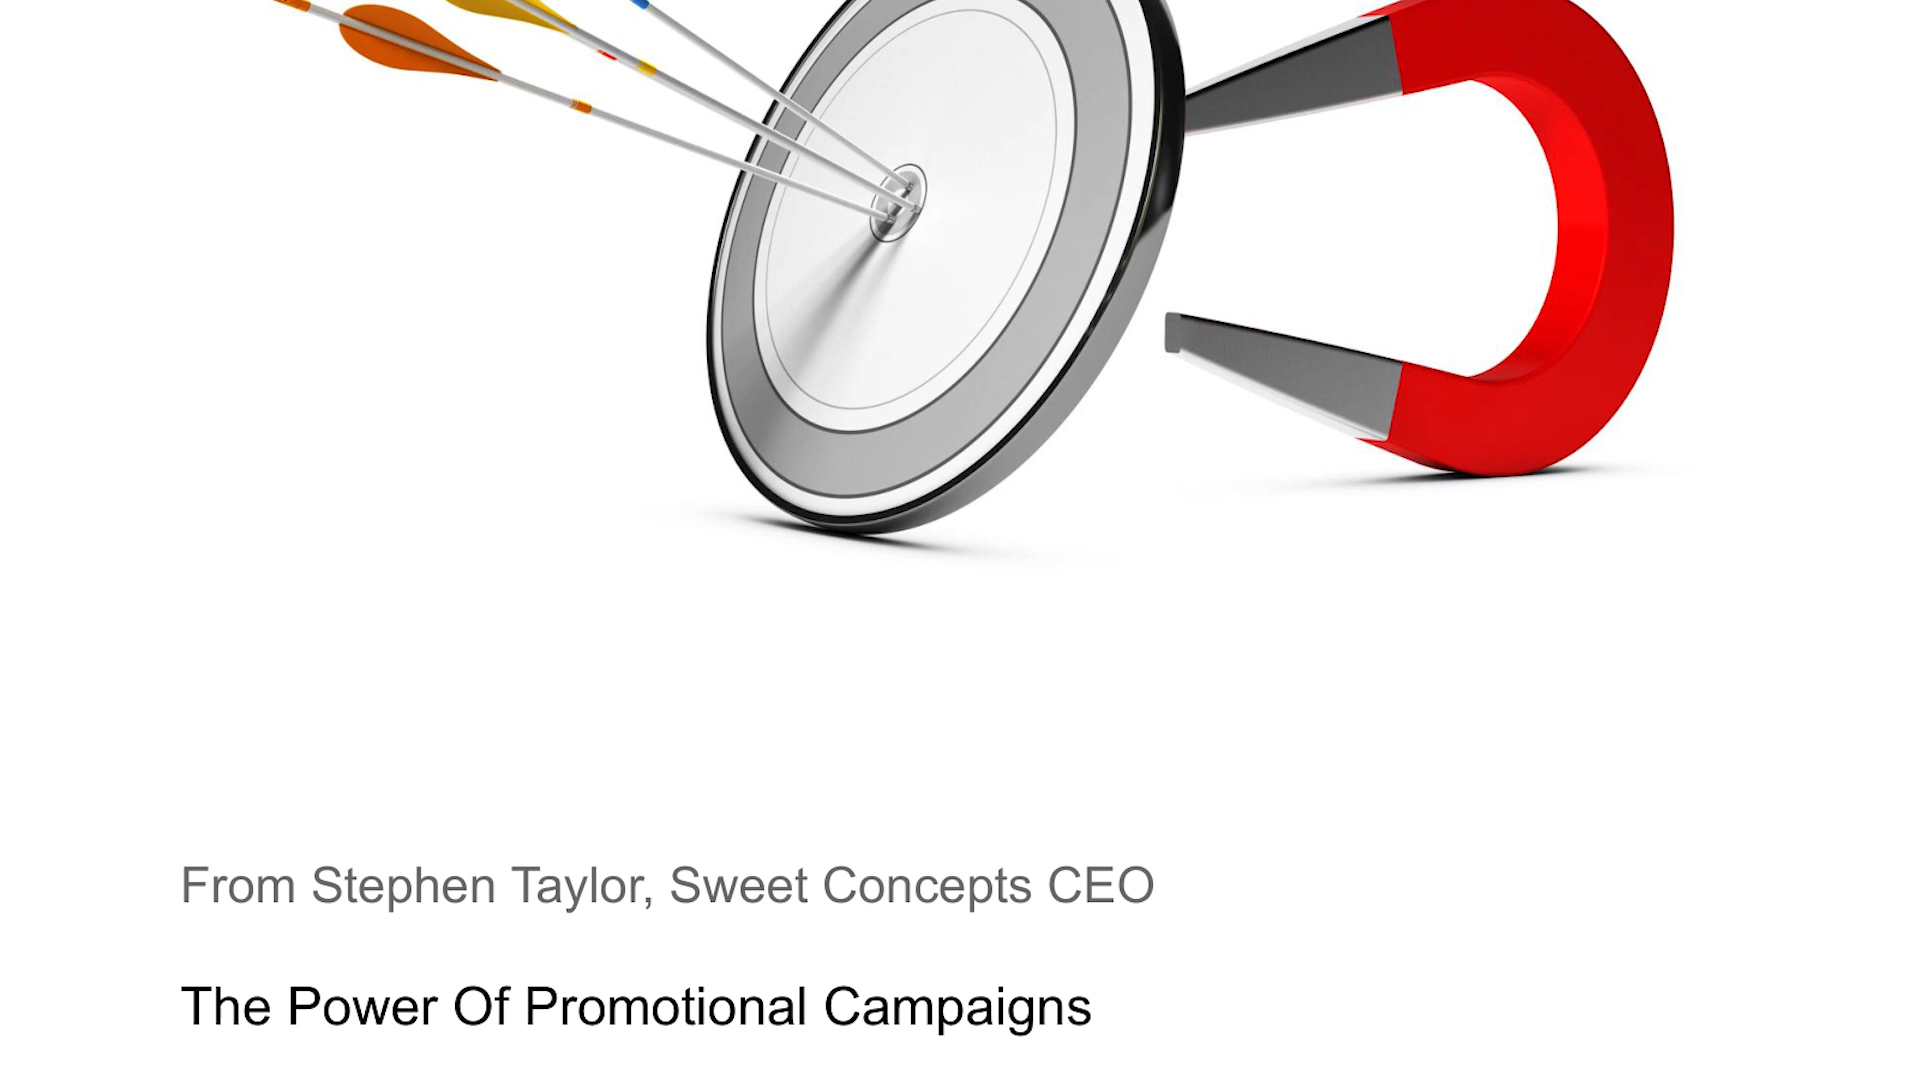 From Stephen Taylor, Sweet Concepts CEO
The Power Of Promotional Campaigns